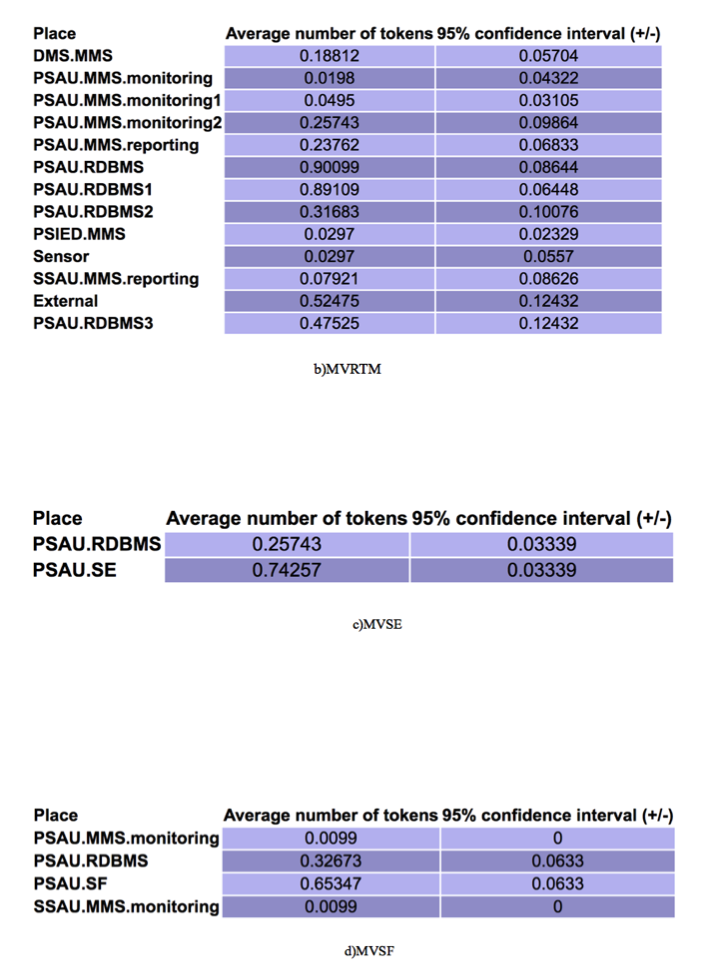 Place Average number of tokens 95% confidence interval (+/-)
DMS.MMS 0.18812 0.05704
PSAU.MMS.monitoring 0.0198 0.04322
PSAU.MMS.monitoring1 0.0495 0.03105
PSAU.MMS.monitoring2 0.25743 0.09864
PSAU.MMS.reporting 0.23762 0.06833
PSAU.RDBMS 0.90099 0.08644
PSAU.RDBMS1 0.89109 0.06448
PSAU.RDBMS2 0.31683 0.10076
PSIED.MMS 0.0297 0.02329
Sensor 0.0297 0.0557
SSAU.MMS.reporting 0.07921 0.08626
External 0.52475 0.12432
PSAU.RDBMS3 0.47525 0.12432
b)MVRTM
Place Average number of tokens 95% confidence interval (+/-)
PSAU.RDBMS 0.25743 0.03339
PSAU.SE 0.74257 0.03339
c)MVSE
Place Average number of tokens 95% confidence interval (+/-)
PSAU.MMS.monitoring 0.0099 0
PSAU.RDBMS 0.32673 0.0633
PSAU.SF 0.65347 0.0633
SSAU.MMS.monitoring 0.0099 0
d)MVSF